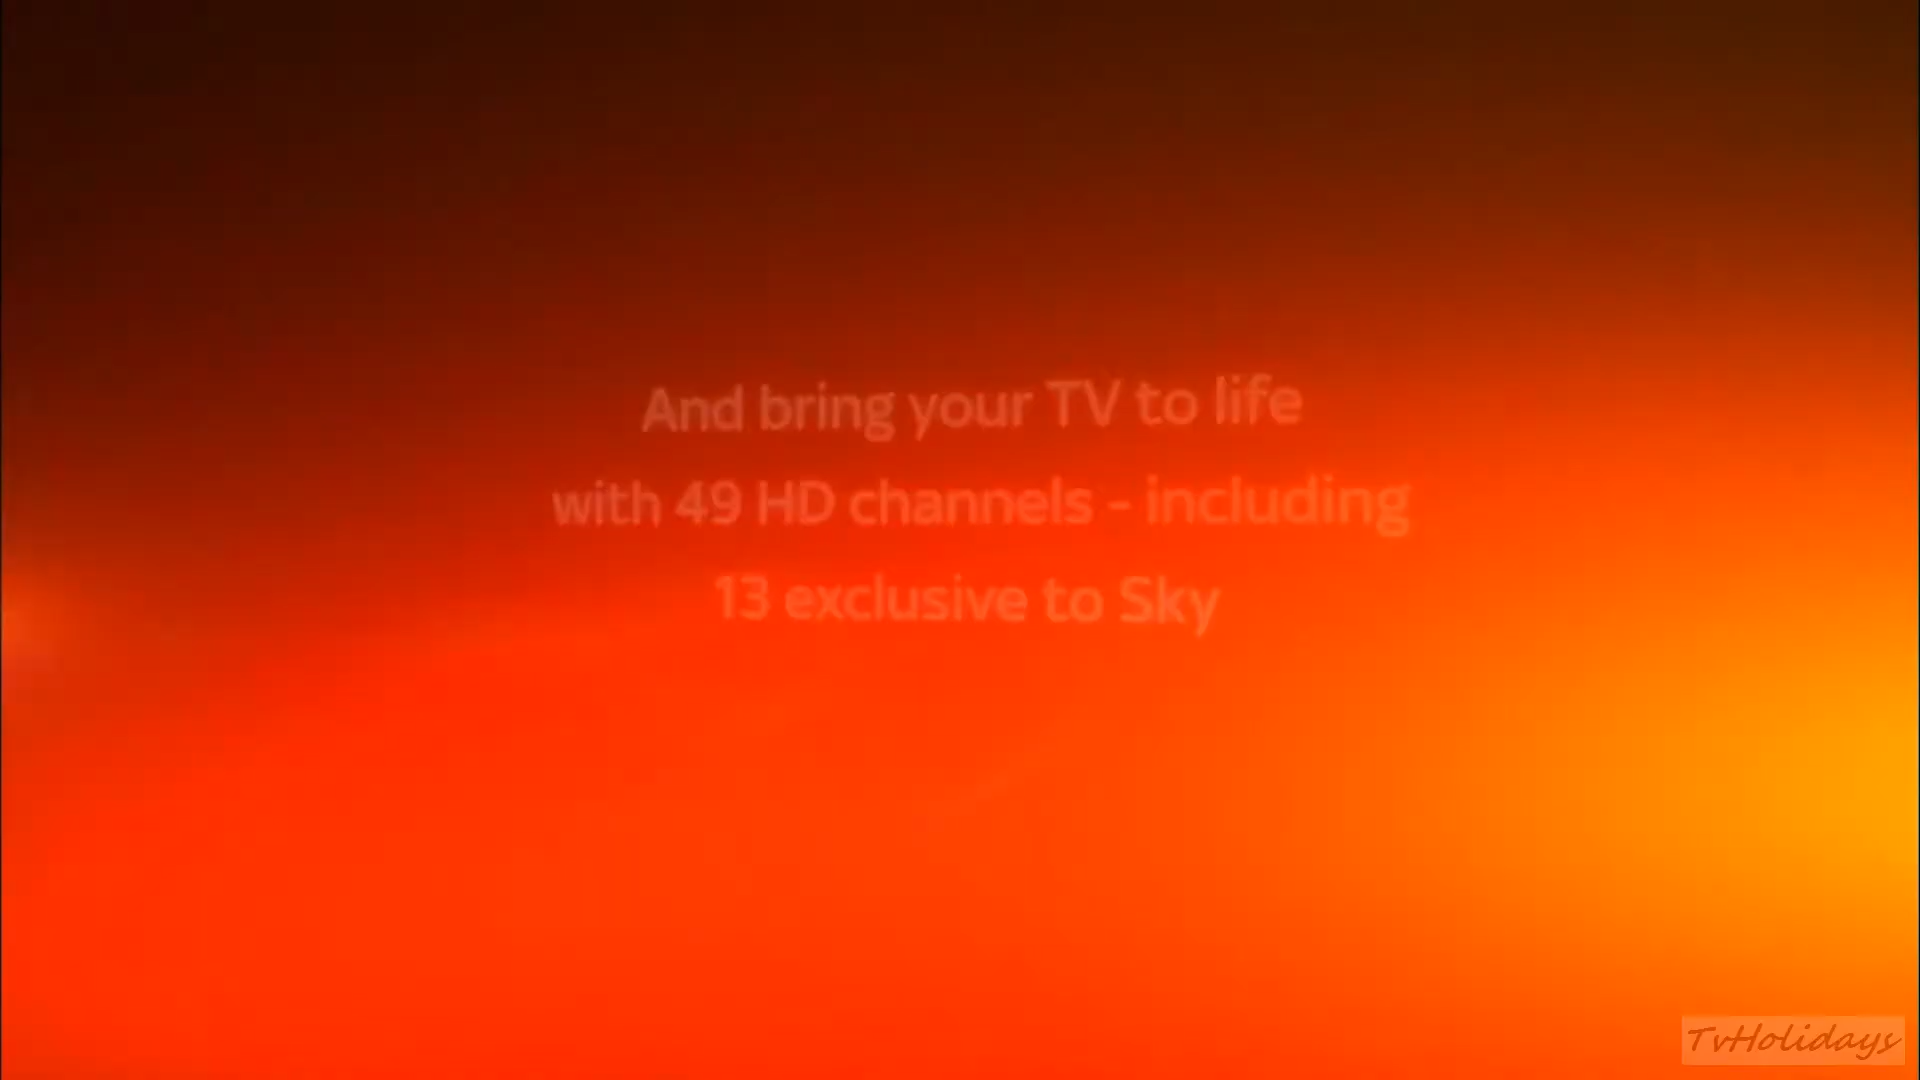 And bring your TV to life
with 49 HD channels - including
13 exclusive to Sky
TvHolidays